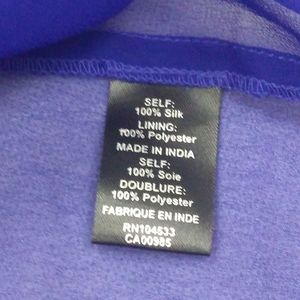 SELF:
100% Silk
LINING:
100% Polyester
MADE IN INDIA
SELF:
100% Soie
DOUBLURE:
100% Polyester
FABRIQUE EN INDE
RN104533
CA00985